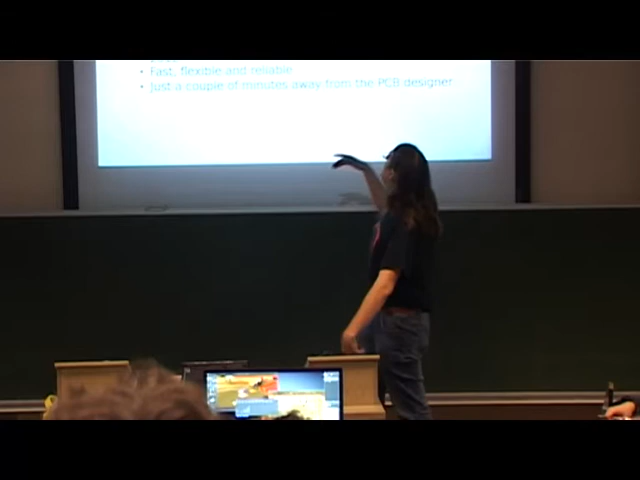 • Fast, flexible and reliable
• Just a couple of minutes away from the PCB designer